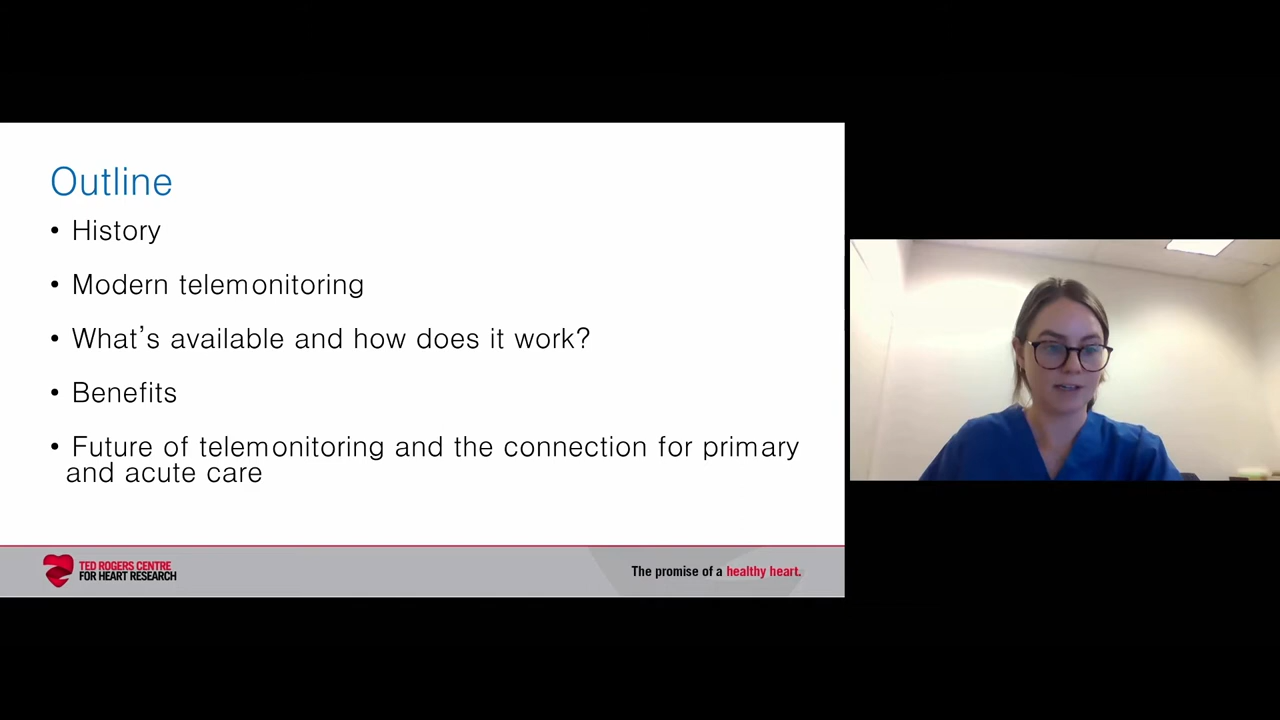 Outline
• History
• Modern telemonitoring
• What's available and how does it work?
• Benefits
• Future of telemonitoring and the connection for primary
and acute care
TED ROGERS CENTRE
FOR HEART RESEARCH
The promise of a healthy heart.